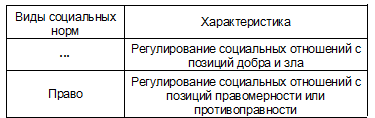 Виды социальных
норм
Характеристика
...
Регулирование социальных отношений с
позиций добра и зла
Право
Регулирование социальных отношений с
позиций правомерности или
противоправности